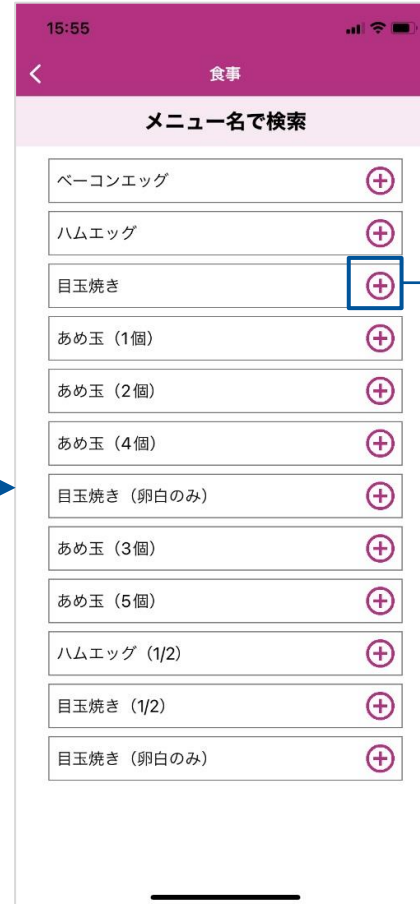 15:55
食事
メニュー名で検索
ベーコンエッグ
ハムエッグ
目玉焼き
あめ玉（1個）
あめ玉（2個）
あめ玉（4個）
目玉焼き（卵白のみ）
あめ玉（3個）
あめ玉（5個）
ハムエッグ（1/2）
目玉焼き（1/2）
目玉焼き（卵白のみ）